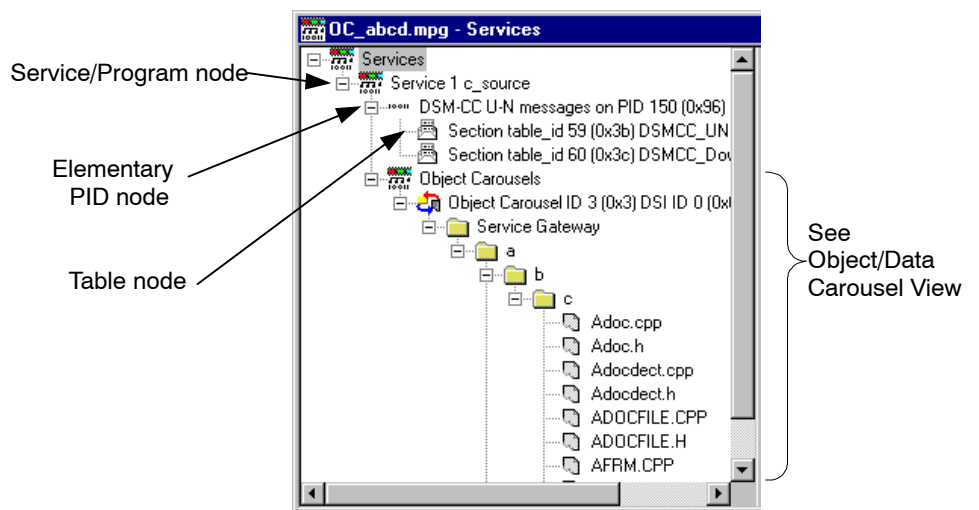 OC_abcd.mpg - Services
Services
Service/Program node
Service 1 c_source
DSM-CC U-N messages on PID 150 (0x96)
Section table_id 59 (0x3b) DSMCC_UN
Section table_id 60 (0x3c) DSMCC_Dow
Elementary
PID node
Object Carousels
Object Carousel ID 3 (0x3) DSI ID 0 (0x
Service Gateway
See
Object/Data
Carousel View
a
Table node
b
c
Adoc.cpp
Adoc.h
Adocdect.cpp
Adocdect.h
ADOCFILE.CPP
ADOCFILE.H
AFRM.CPP